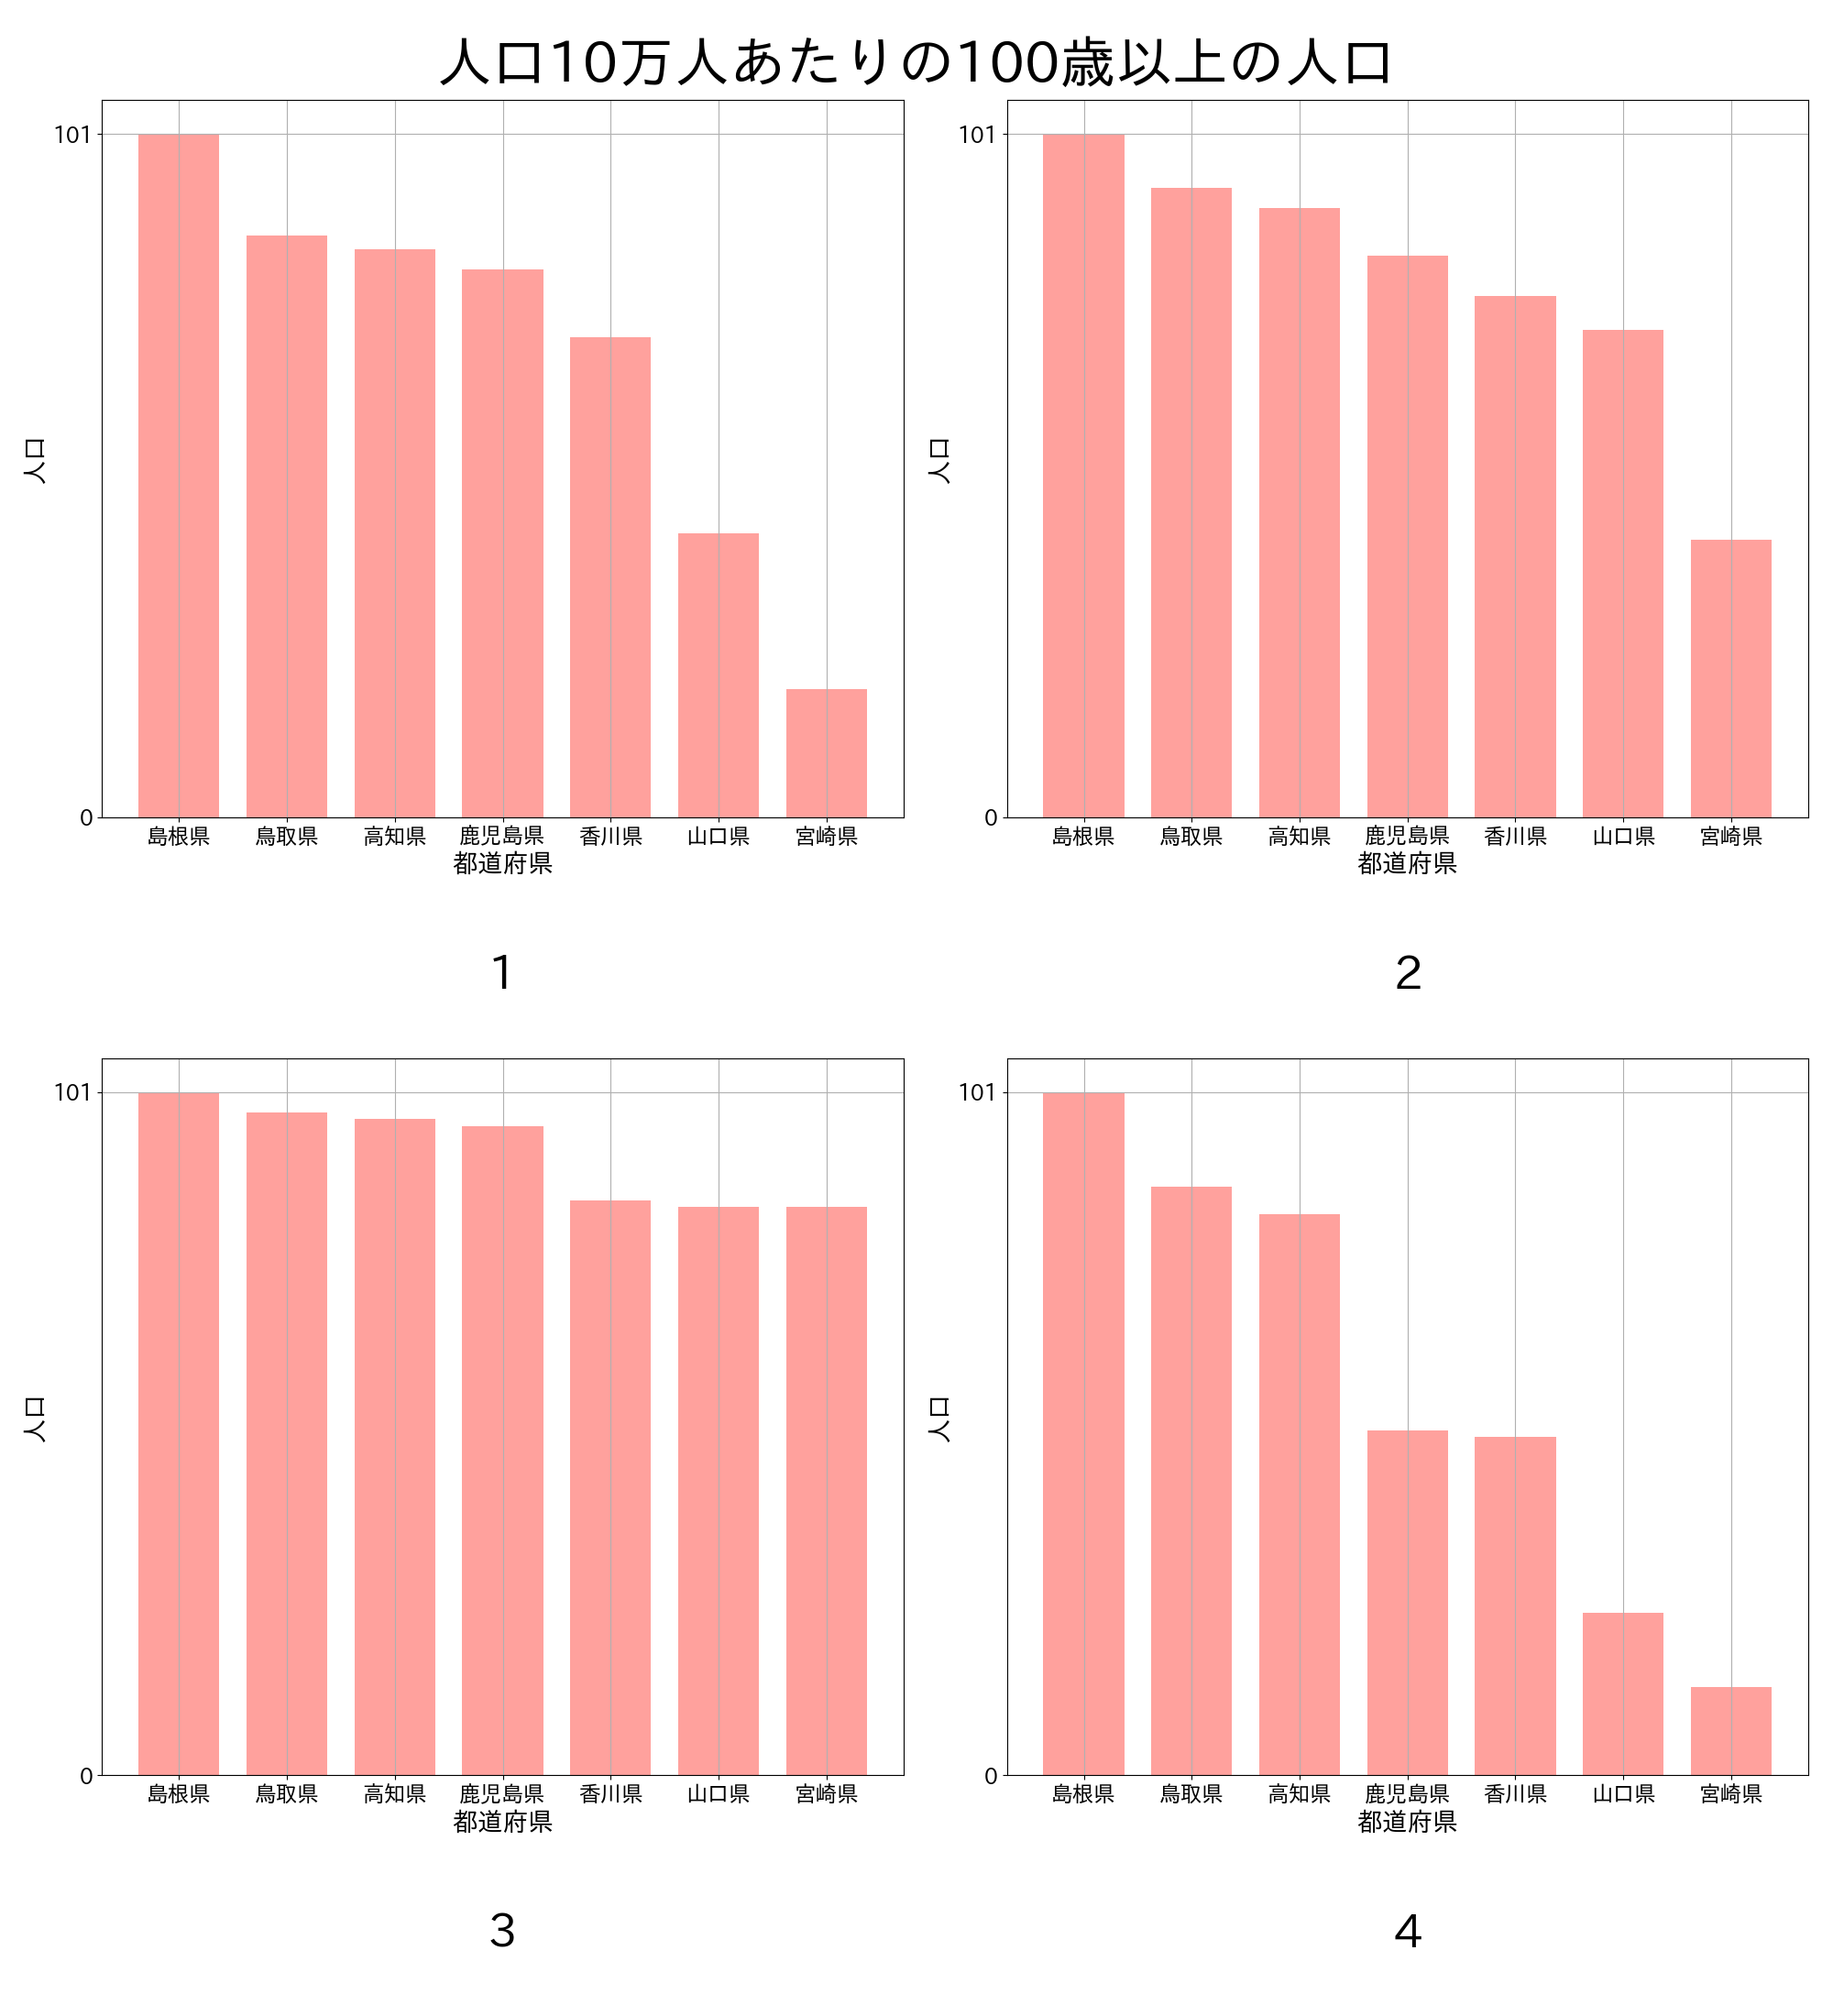 人口10万人あたりの100歳以上の人口
101
0
人口
島根県 鳥取県 高知県 鹿児島県 香川県 山口県 宮崎県
都道府県
1
101
0
人口
島根県 鳥取県 高知県 鹿児島県 香川県 山口県 宮崎県
都道府県
2
101
0
人口
島根県 鳥取県 高知県 鹿児島県 香川県 山口県 宮崎県
都道府県
3
101
0
人口
島根県 鳥取県 高知県 鹿児島県 香川県 山口県 宮崎県
都道府県
4